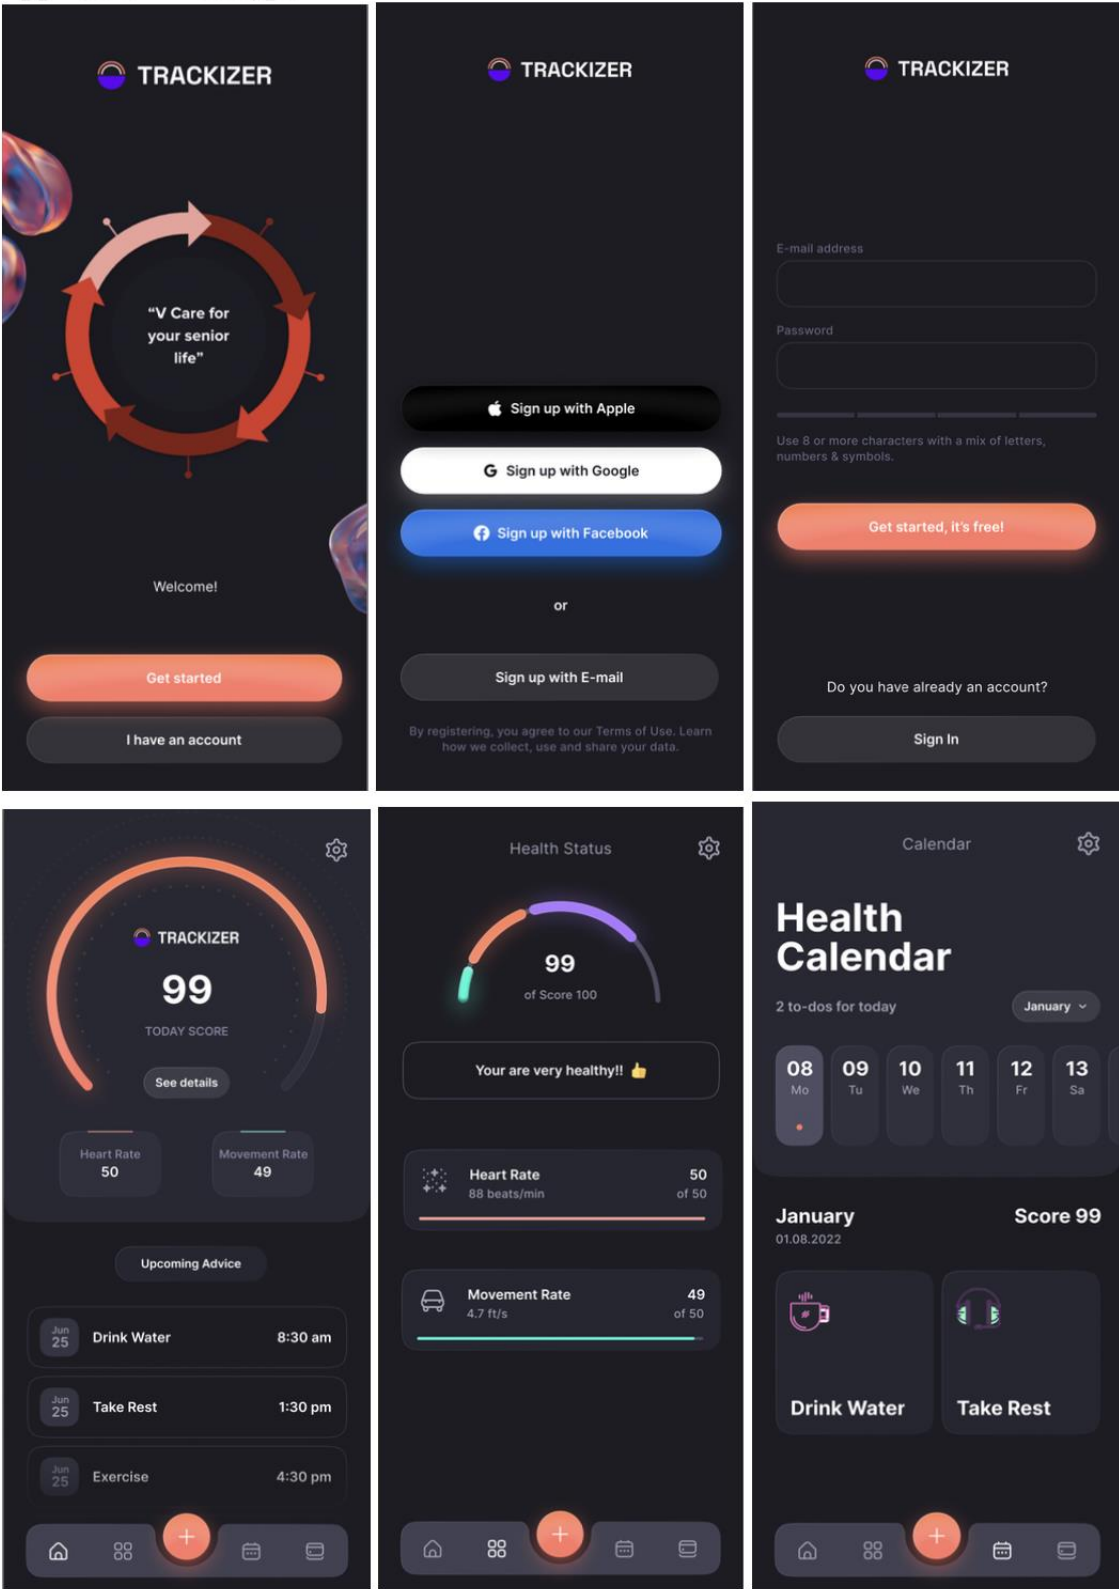 TRACKIZER
“V Care for
your senior
life”
Welcome!
Get started
I have an account
TRACKIZER
Sign up with Apple
Sign up with Google
Sign up with Facebook
or
Sign up with E-mail
By registering, you agree to our Terms of Use. Learn
how we collect, use and share your data.
TRACKIZER
E-mail address
Password
Use 8 or more characters with a mix of letters,
numbers & symbols.
Get started, it’s free!
Do you have already an account?
Sign In
TRACKIZER
99
TODAY SCORE
See details
Heart Rate
50
Movement Rate
49
Upcoming Advice
Jun
25
Drink Water
8:30 am
Jun
25
Take Rest
1:30 pm
Jun
25
Exercise
4:30 pm
Health Status
99
of Score 100
Your are very healthy!! 👍
Heart Rate
50
88 beats/min
of 50
Movement Rate
49
4.7 ft/s
of 50
Calendar
Health
Calendar
2 to-dos for today
January
08 09 10 11 12 13
Mo Tu We Th Fr Sa
January
Score 99
01.08.2022
Drink Water
Take Rest